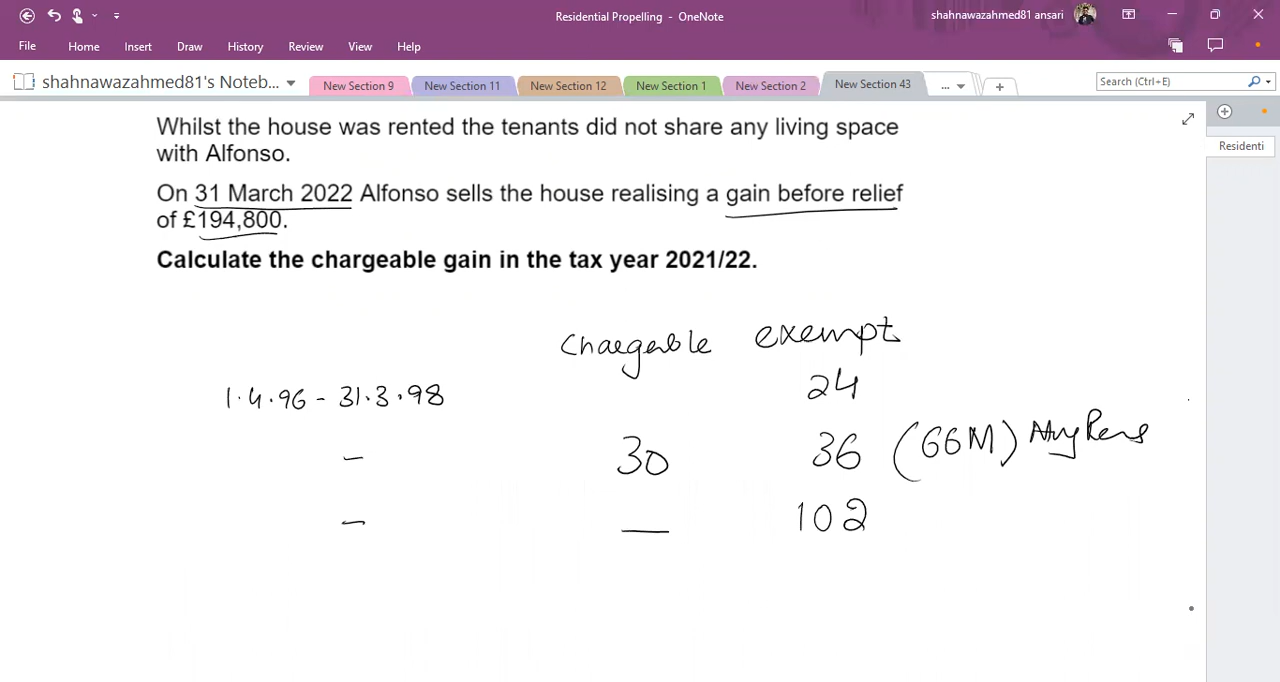 Residential Propelling - OneNote
shahnawazahmed81 ansari
File Home Insert Draw History Review View Help
shahnawazahmed81's Noteb...
New Section 9
New Section 11
New Section 12
New Section 1
New Section 2
New Section 43
...
Search (Ctrl+E)
Residenti
Whilst the house was rented the tenants did not share any living space
with Alfonso.
On 31 March 2022 Alfonso sells the house realising a gain before relief
of £194,800.
Calculate the chargeable gain in the tax year 2021/22.
chargeable exempt
1.4.96 - 31.3.98 24
- 30 36 (66M) Any
- — 102